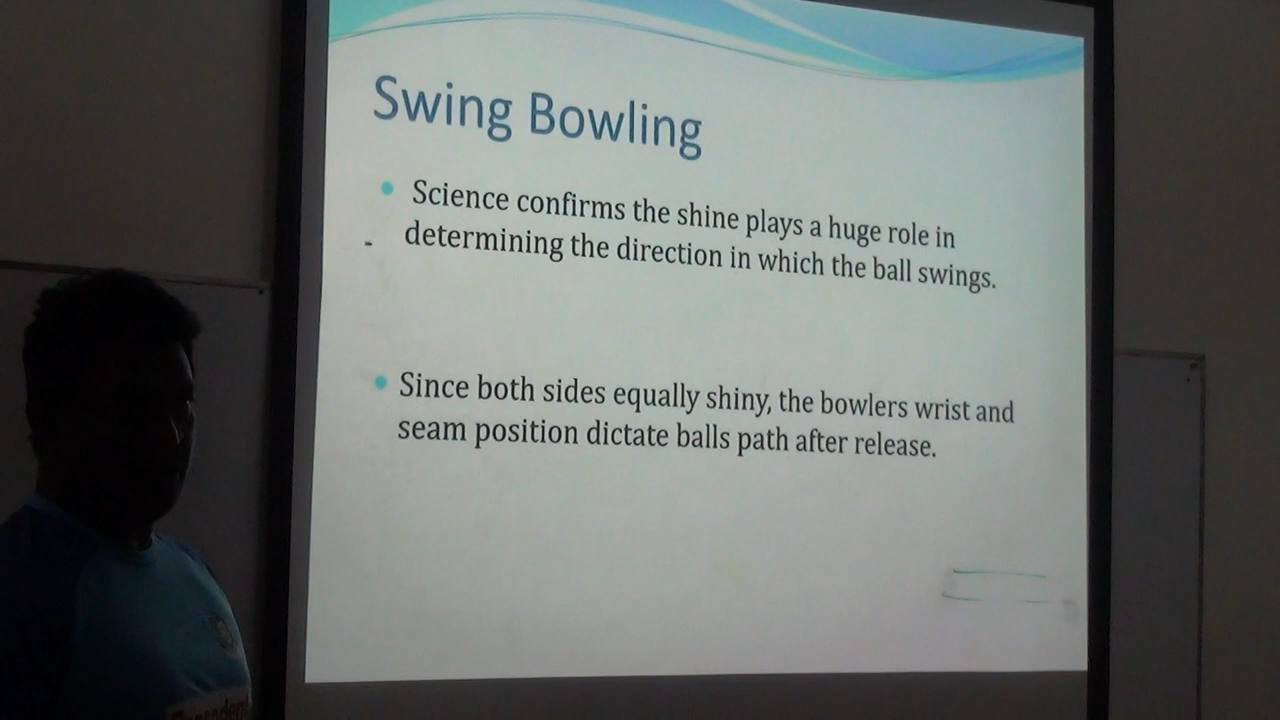 Swing Bowling
Science confirms the shine plays a huge role in
determining the direction in which the ball swings.
Since both sides equally shiny, the bowlers wrist and
seam position dictate balls path after release.